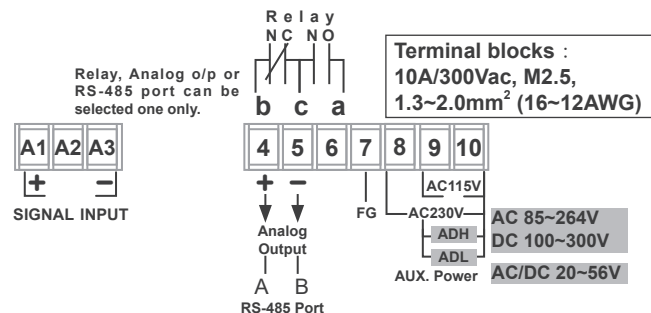 Relay
NC NO
Relay, Analog o/p or
RS-485 port can be
selected one only.
b c a
Terminal blocks :
10A/300Vac, M2.5,
1.3~2.0mm² (16~12AWG)
A1 A2 A3
4 5 6 7 8 9 10
+ −
SIGNAL INPUT
+ −
Analog
Output
A B
RS-485 Port
FG
AC115V
AC230V
ADH
ADL
AUX. Power
AC 85~264V
DC 100~300V
AC/DC 20~56V